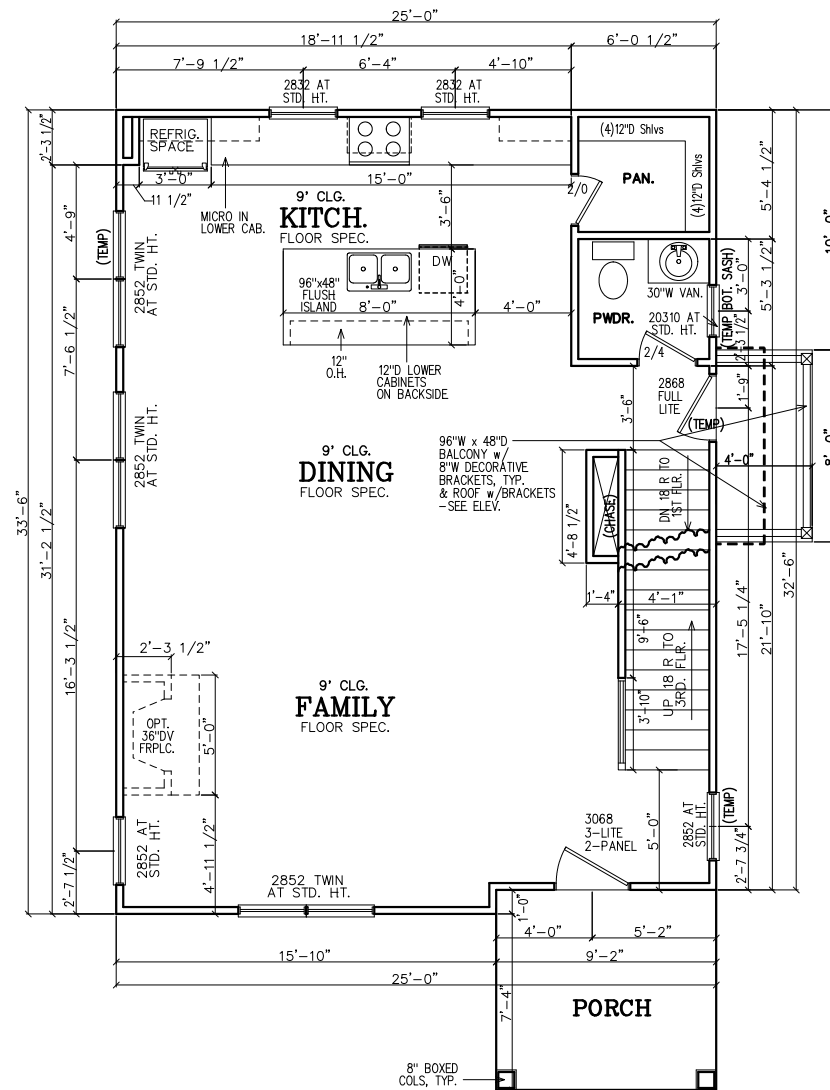 25'-0"
18'-11 1/2"
6'-0 1/2"
7'-9 1/2"
6'-4"
4'-10"
2832 AT
STD. HT.
2832 AT
STD. HT.
2'-3 1/2"
REFRIG.
SPACE
(4)12"D Shlvs
(4)12"D Shlvs
PAN.
3'-0"
15'-0"
11 1/2"
2/0
5'-4 1/2"
MICRO IN
LOWER CAB.
9' CLG.
KITCH.
FLOOR SPEC.
3'-6"
4'-9"
(TEMP)
2852 TWIN
AT STD. HT.
DW
96"x48"
FLUSH
ISLAND
8'-0"
4'-0"
4'-0"
12"
O.H.
12"D LOWER
CABINETS
ON BACKSIDE
30"W VAN.
PWDR.
20310 AT
STD. HT.
(TEMP BOT. SASH)
3'-0"
2'-3 1/2"
5'-3 1/2"
2/4
7'-6 1/2"
2852 TWIN
AT STD. HT.
3'-6"
2868
FULL
LITE
(TEMP)
1'-9"
4'-0"
8'-0"
9' CLG.
DINING
FLOOR SPEC.
96"W x 48"D
BALCONY w/
8"W DECORATIVE
BRACKETS, TYP.
& ROOF w/BRACKETS
-SEE ELEV.
(CHASE)
DN 18 R TO
1ST FLR.
4'-8 1/2"
1'-4"
4'-1"
33'-6"
31'-2 1/2"
16'-3 1/2"
9'-6"
UP 18 R TO
3RD. FLR.
17'-5 1/4"
21'-10"
32'-6"
2'-3 1/2"
9' CLG.
FAMILY
FLOOR SPEC.
3'-10"
OPT.
36"DV
FRPLC.
5'-0"
4'-11 1/2"
2852 AT
STD. HT.
2'-7 1/2"
3068
3-LITE
2-PANEL
5'-0"
2852 AT
STD. HT.
(TEMP)
2'-7 3/4"
2852 TWIN
AT STD. HT.
1'-0"
4'-0"
5'-2"
15'-10"
9'-2"
25'-0"
7'-4"
PORCH
8" BOXED
COLS, TYP.